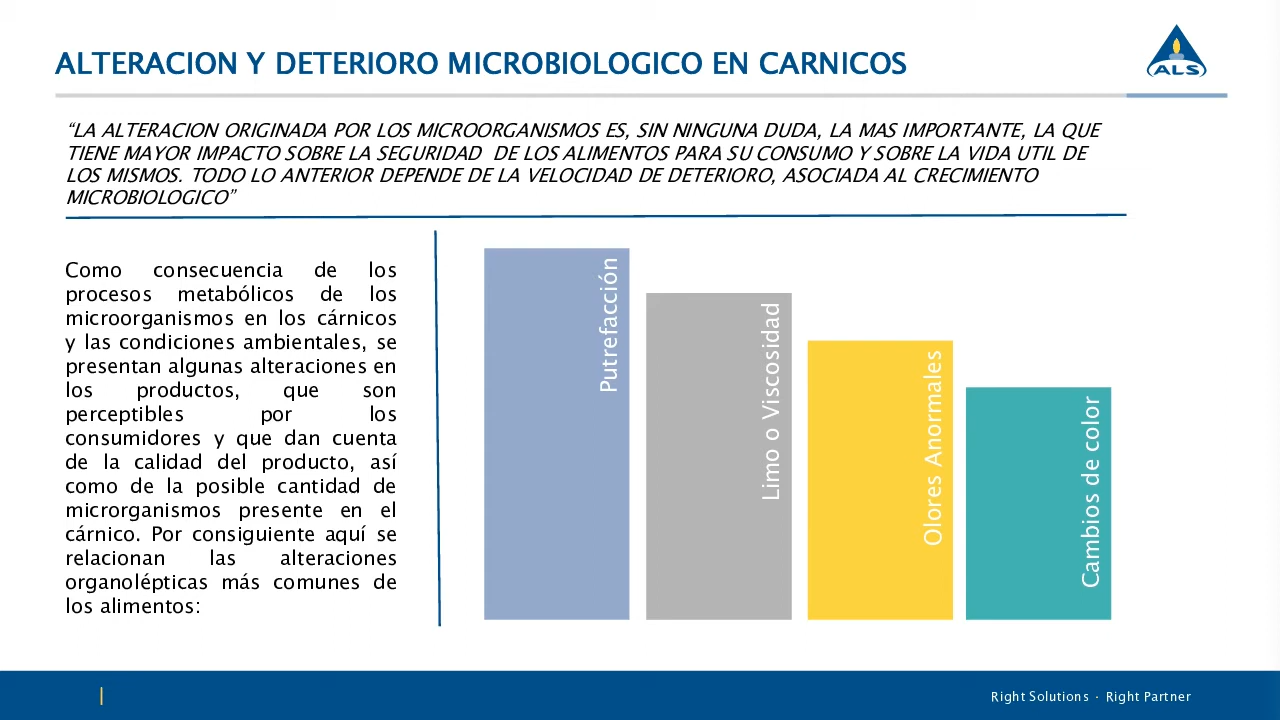 ALTERACION Y DETERIORO MICROBIOLOGICO EN CARNICOS
ALS
“LA ALTERACION ORIGINADA POR LOS MICROORGANISMOS ES, SIN NINGUNA DUDA, LA MAS IMPORTANTE, LA QUE
TIENE MAYOR IMPACTO SOBRE LA SEGURIDAD DE LOS ALIMENTOS PARA SU CONSUMO Y SOBRE LA VIDA UTIL DE
LOS MISMOS. TODO LO ANTERIOR DEPENDE DE LA VELOCIDAD DE DETERIORO, ASOCIADA AL CRECIMIENTO
MICROBIOLOGICO”
Como consecuencia de los
procesos metabólicos de los
microorganismos en los cárnicos
y las condiciones ambientales, se
presentan algunas alteraciones en
los productos, que son
perceptibles por los
consumidores y que dan cuenta
de la calidad del producto, así
como de la posible cantidad de
microrganismos presente en el
cárnico. Por consiguiente aquí se
relacionan las alteraciones
organolépticas más comunes de
los alimentos:
Putrefacción
Limo o Viscosidad
Olores Anormales
Cambios de color
Right Solutions · Right Partner